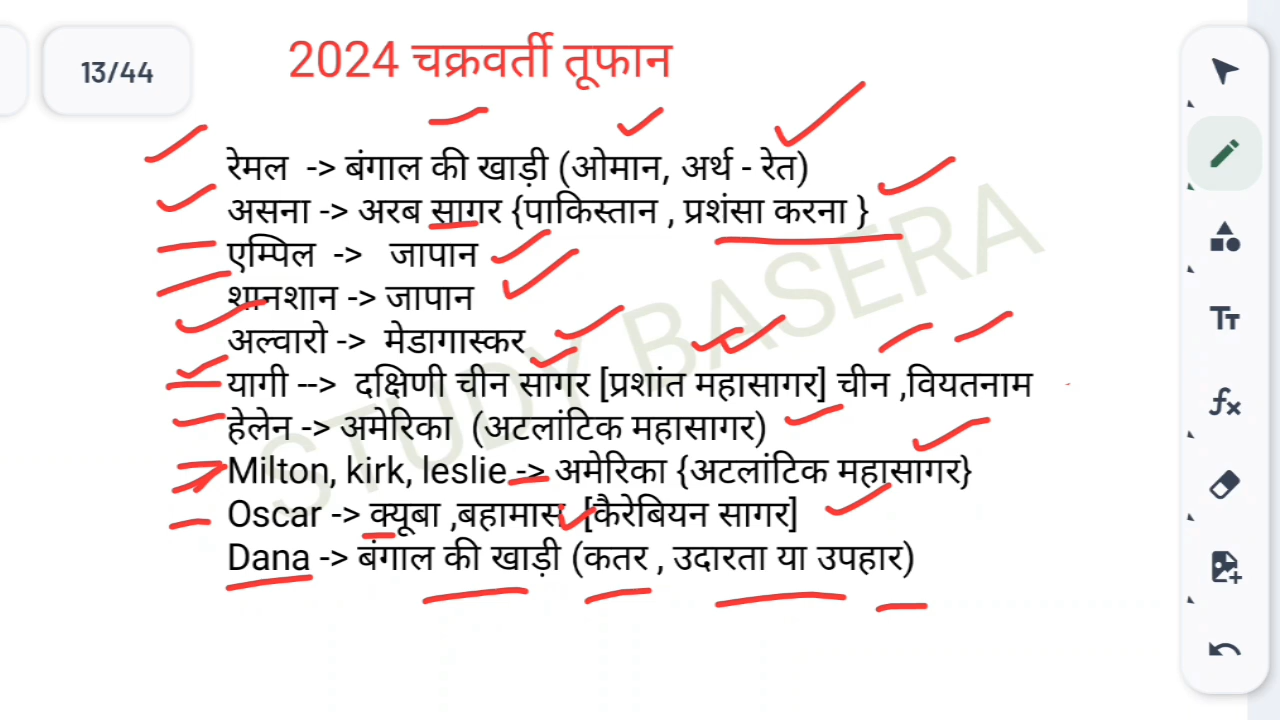 13/44
2024 चक्रवर्ती तूफान
रेमल -> बंगाल की खाड़ी (ओमान, अर्थ - रेत)
असना -> अरब सागर {पाकिस्तान , प्रशंसा करना }
एम्पिल -> जापान
शानशान -> जापान
अल्वारो -> मेडागास्कर
यागी --> दक्षिणी चीन सागर [प्रशांत महासागर] चीन ,वियतनाम
हेलेन -> अमेरिका (अटलांटिक महासागर)
Milton, kirk, leslie -> अमेरिका {अटलांटिक महासागर}
Oscar -> क्यूबा ,बहामास [कैरेबियन सागर]
Dana -> बंगाल की खाड़ी (कतर , उदारता या उपहार)
STUDY BASERA
TT
fx